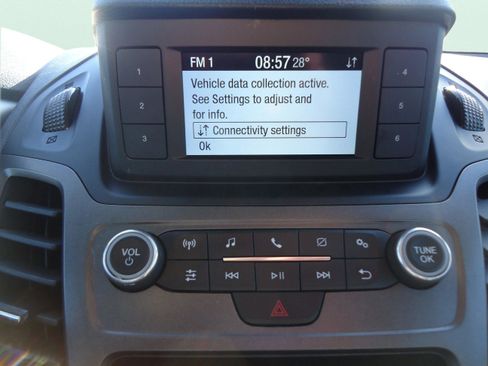 FM 1 08:57 28°
Vehicle data collection active.
See Settings to adjust and
for info.
Connectivity settings
Ok
1
2
3
4
5
6
VOL
TUNE
OK